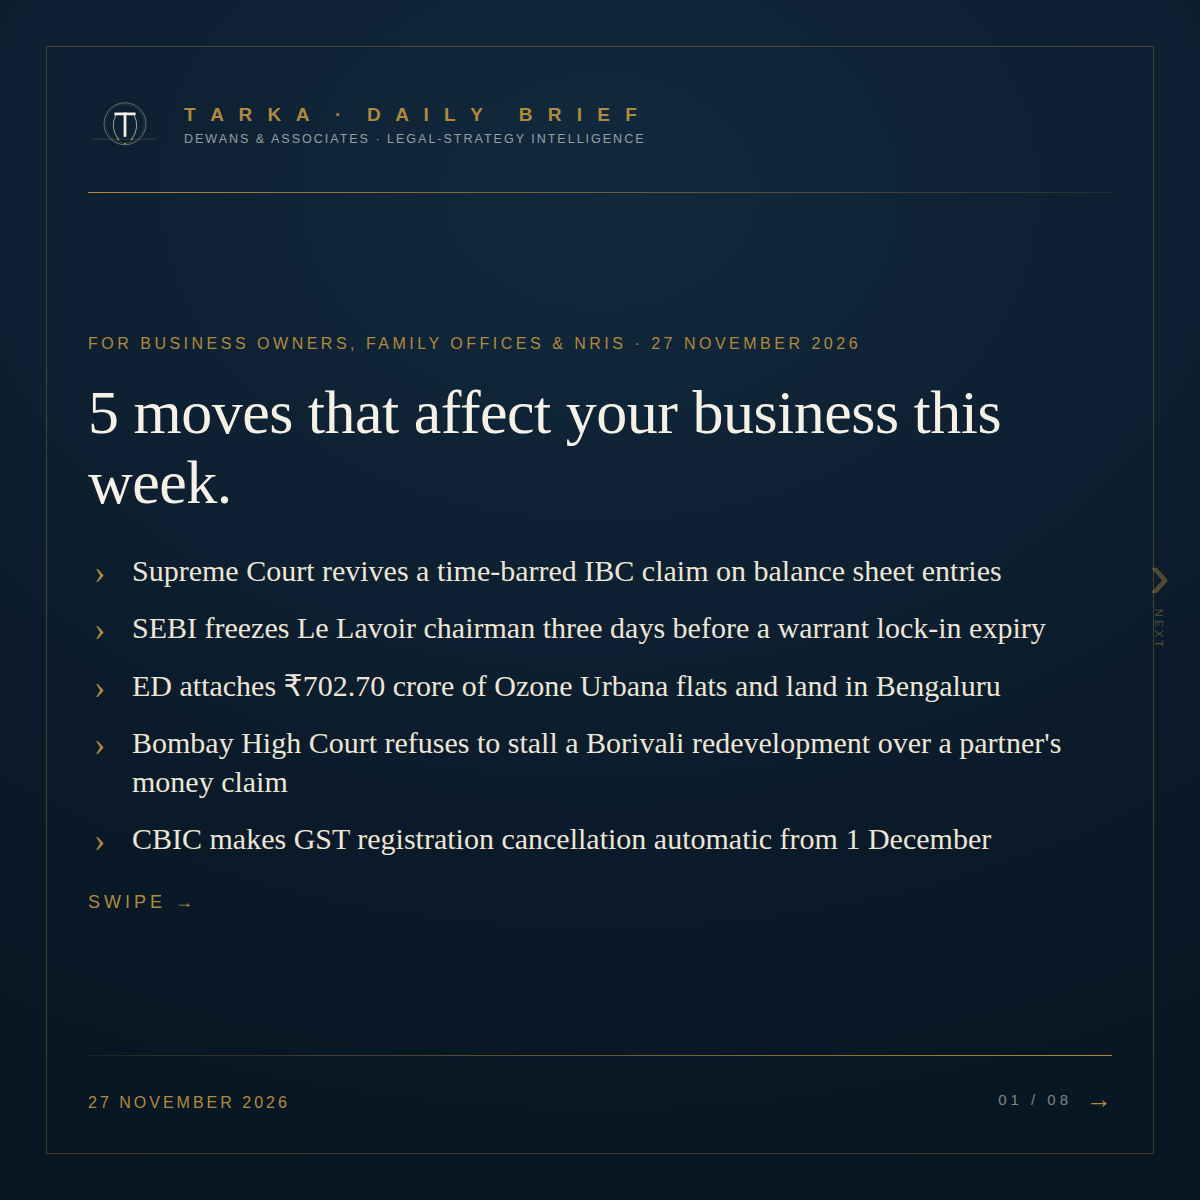 T
TARKA · DAILY BRIEF
DEWANS & ASSOCIATES · LEGAL-STRATEGY INTELLIGENCE
FOR BUSINESS OWNERS, FAMILY OFFICES & NRIS · 27 NOVEMBER 2026
5 moves that affect your business this
week.
› Supreme Court revives a time-barred IBC claim on balance sheet entries
› SEBI freezes Le Lavoir chairman three days before a warrant lock-in expiry
› ED attaches ₹702.70 crore of Ozone Urbana flats and land in Bengaluru
› Bombay High Court refuses to stall a Borivali redevelopment over a partner's
money claim
› CBIC makes GST registration cancellation automatic from 1 December
› NEXT
SWIPE →
27 NOVEMBER 2026
01 / 08 →